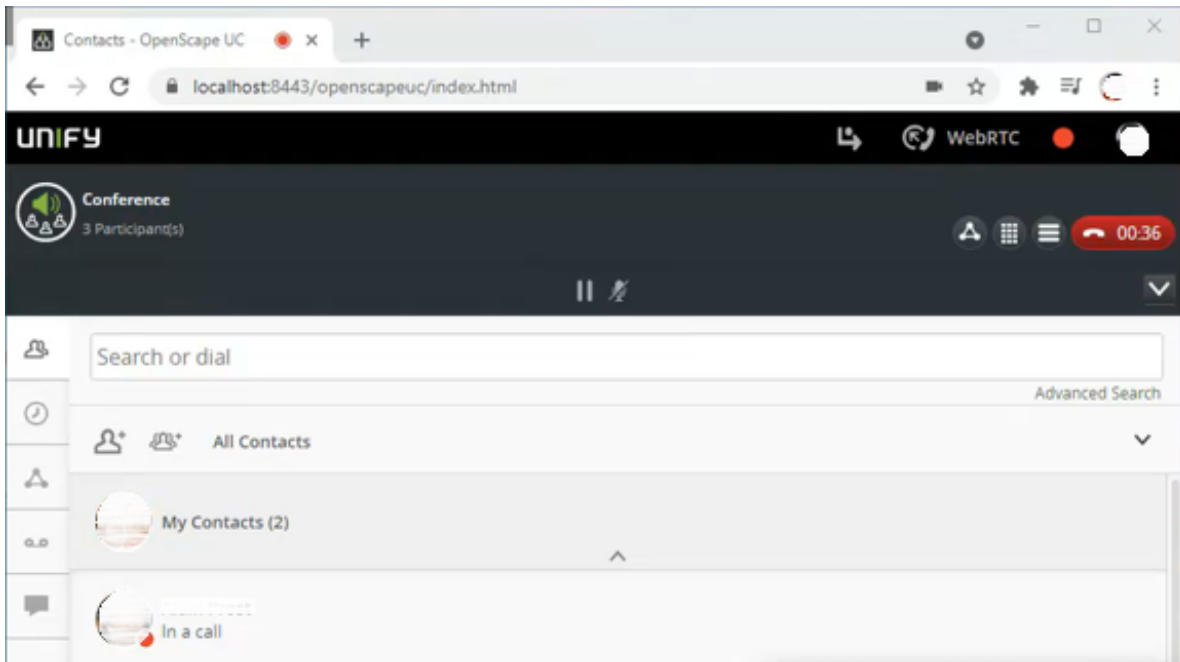 Contacts - OpenScape UC
localhost:8443/openscapeuc/index.html
UNIFY
WebRTC
Conference
3 Participant(s)
00:36
Search or dial
Advanced Search
All Contacts
My Contacts (2)
In a call